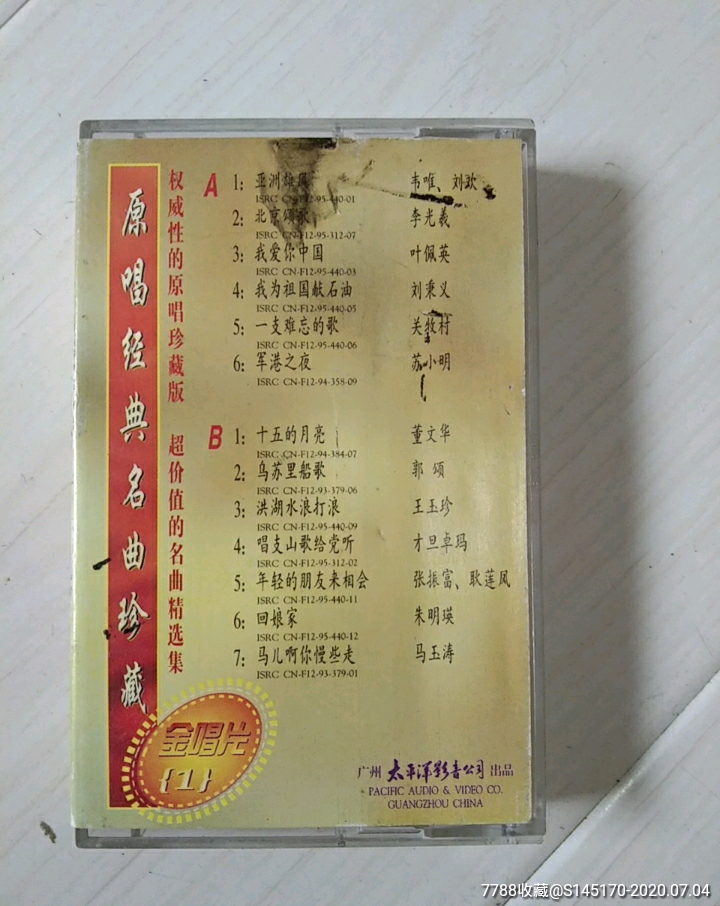 原唱经典名曲珍藏
权威性的原唱珍藏版 超价值的名曲精选集
A 1: 亚洲雄风 韦唯、刘欢
ISRC CN-F12-95-440-01
2: 北京颂歌 李光羲
ISRC CN-F12-95-312-07
3: 我爱你中国 叶佩英
ISRC CN-F12-95-440-03
4: 我为祖国献石油 刘秉义
ISRC CN-F12-95-440-05
5: 一支难忘的歌 关牧村
ISRC CN-F12-95-440-06
6: 军港之夜 苏小明
ISRC CN-F12-94-358-09
B 1: 十五的月亮 董文华
ISRC CN-F12-94-384-07
2: 乌苏里船歌 郭 颂
ISRC CN-F12-93-379-06
3: 洪湖水浪打浪 王玉珍
ISRC CN-F12-95-440-09
4: 唱支山歌给党听 才旦卓玛
ISRC CN-F12-95-312-02
5: 年轻的朋友来相会 张振富、耿莲凤
ISRC CN-F12-95-440-11
6: 回娘家 朱明瑛
ISRC CN-F12-95-440-12
7: 马儿啊你慢些走 马玉涛
ISRC CN-F12-93-379-01
金唱片
{1}
广州 太平洋影音公司 出品
PACIFIC AUDIO & VIDEO CO.
GUANGZHOU CHINA
7788收藏@S145170-2020.07.04